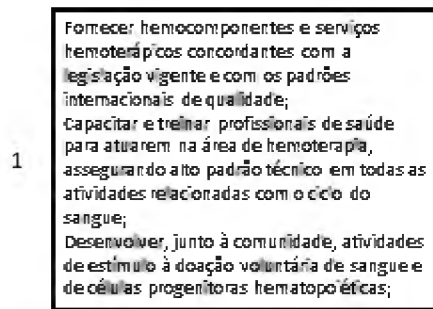 Fornecer hemocomponentes e serviços
hemoterápicos concordantes com a
legislação vigente e com os padrões
internacionais de qualidade;
Capacitar e treinar profissionais de saúde
para atuarem na área de hemoterapia,
1
assegurando alto padrão técnico em todas as
atividades relacionadas com o ciclo do
sangue;
Desenvolver, junto à comunidade, atividades
de estímulo à doação voluntária de sangue e
de células progenitoras hematopoéticas;